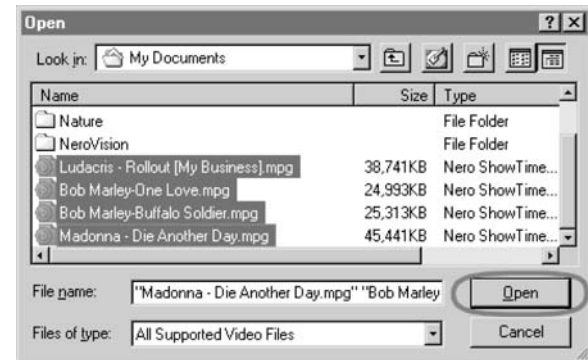 Open
Look in: My Documents
Name Size Type
Nature File Folder
NeroVision File Folder
Ludacris - Rollout [My Business].mpg 38,741KB Nero ShowTime...
Bob Marley-One Love.mpg 24,993KB Nero ShowTime...
Bob Marley-Buffalo Soldier.mpg 25,313KB Nero ShowTime...
Madonna - Die Another Day.mpg 45,441KB Nero ShowTime...
File name: "Madonna - Die Another Day.mpg" "Bob Marley Open
Files of type: All Supported Video Files Cancel